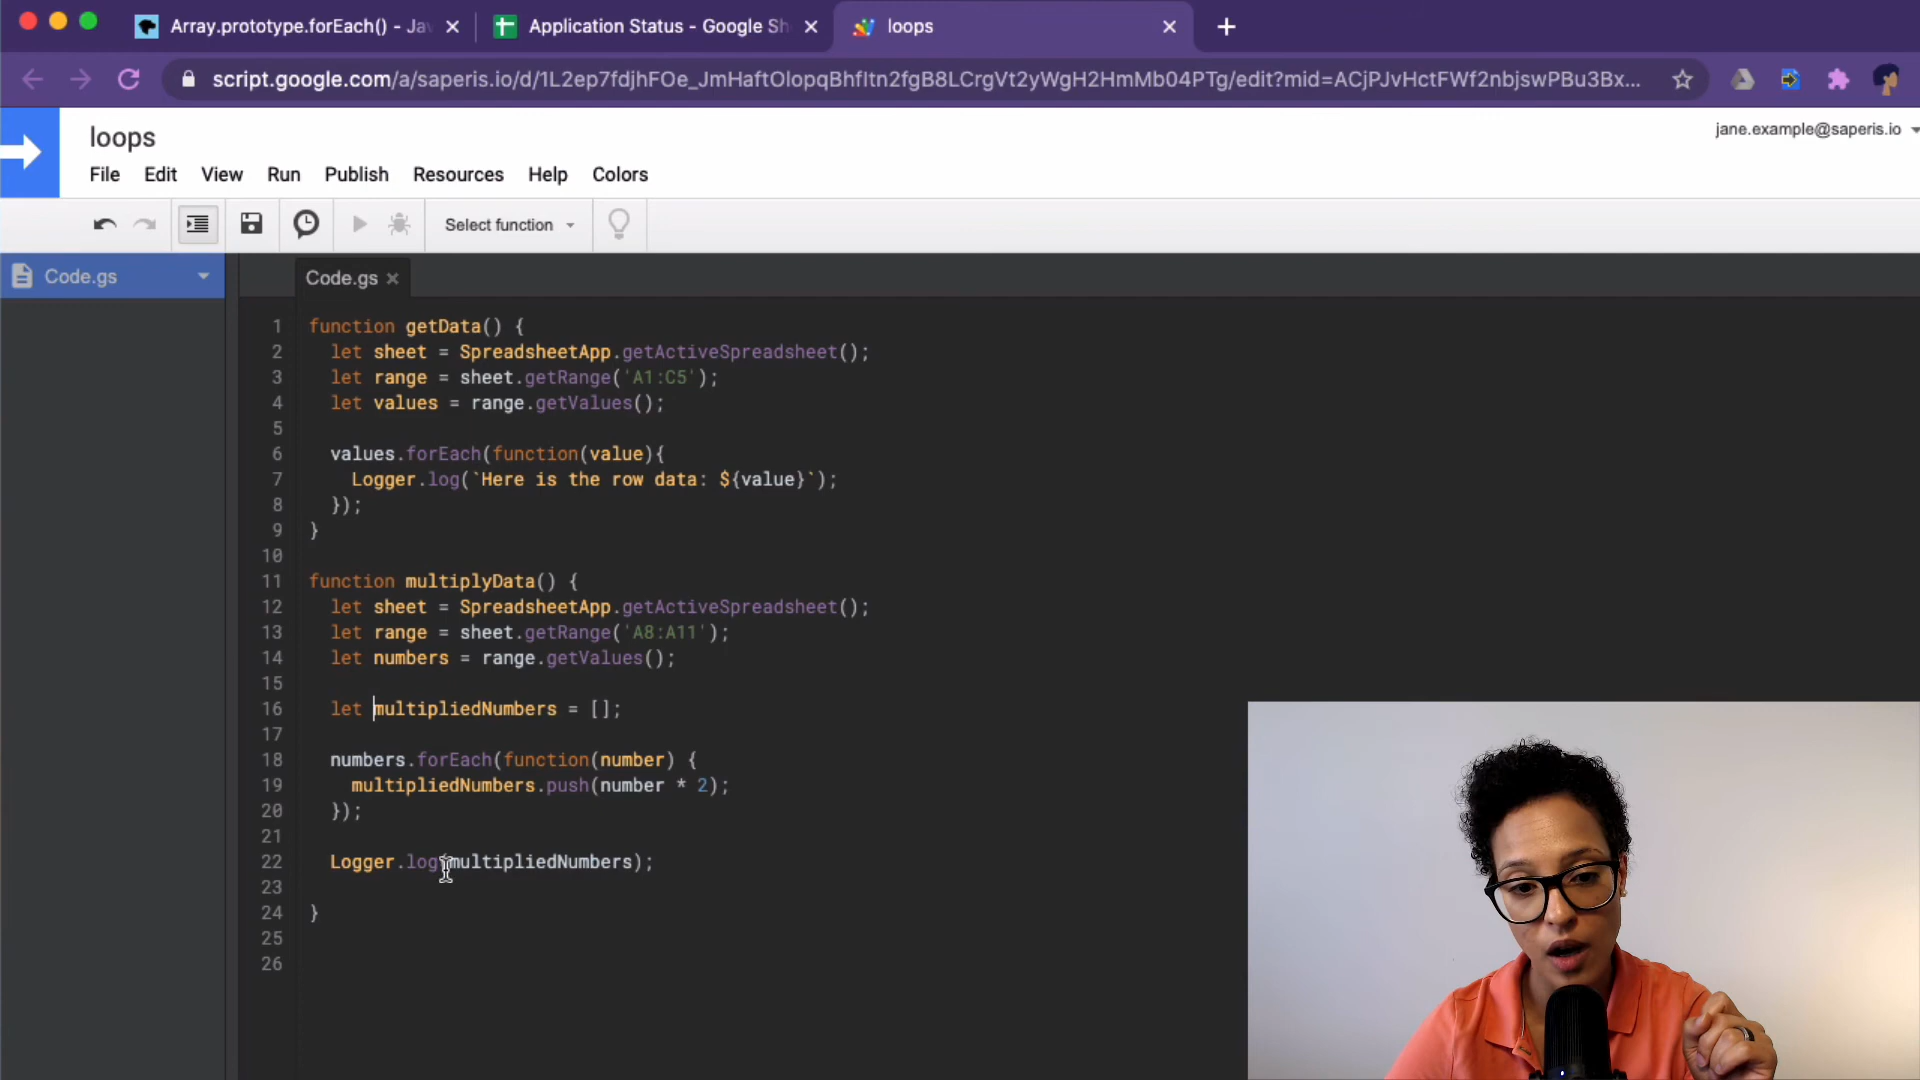 Array.prototype.forEach() - Jav
Application Status - Google Sh
loops
script.google.com/a/saperis.io/d/1L2ep7fdjhFOe_JmHaftOlopqBhfItn2fgB8LCrgVt2yWgH2HmMb04PTg/edit?mid=ACjPJvHctFWf2nbjswPBu3Bx...
loops
jane.example@saperis.io
File Edit View Run Publish Resources Help Colors
Select function
Code.gs
Code.gs
1 function getData() {
2 let sheet = SpreadsheetApp.getActiveSpreadsheet();
3 let range = sheet.getRange('A1:C5');
4 let values = range.getValues();
5
6 values.forEach(function(value){
7 Logger.log(`Here is the row data: ${value}`);
8 });
9 }
10
11 function multiplyData() {
12 let sheet = SpreadsheetApp.getActiveSpreadsheet();
13 let range = sheet.getRange('A8:A11');
14 let numbers = range.getValues();
15
16 let multipliedNumbers = [];
17
18 numbers.forEach(function(number) {
19 multipliedNumbers.push(number * 2);
20 });
21
22 Logger.log(multipliedNumbers);
23
24 }
25
26